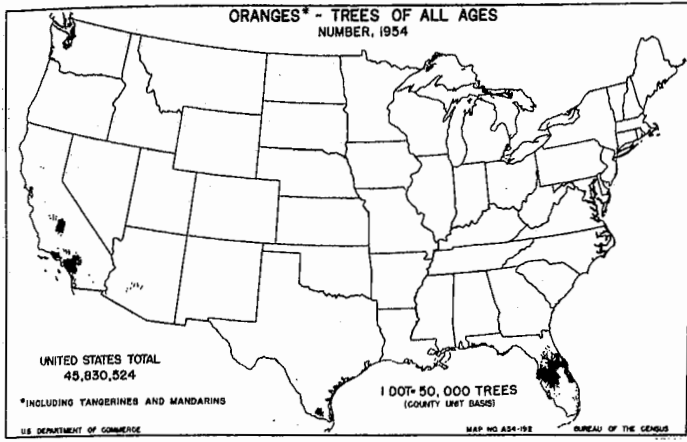 ORANGES* - TREES OF ALL AGES
NUMBER, 1954
UNITED STATES TOTAL
45,830,524
*INCLUDING TANGERINES AND MANDARINS
1 DOT= 50,000 TREES
(COUNTY UNIT BASIS)
U.S. DEPARTMENT OF COMMERCE
MAP NO A54-192
BUREAU OF THE CENSUS